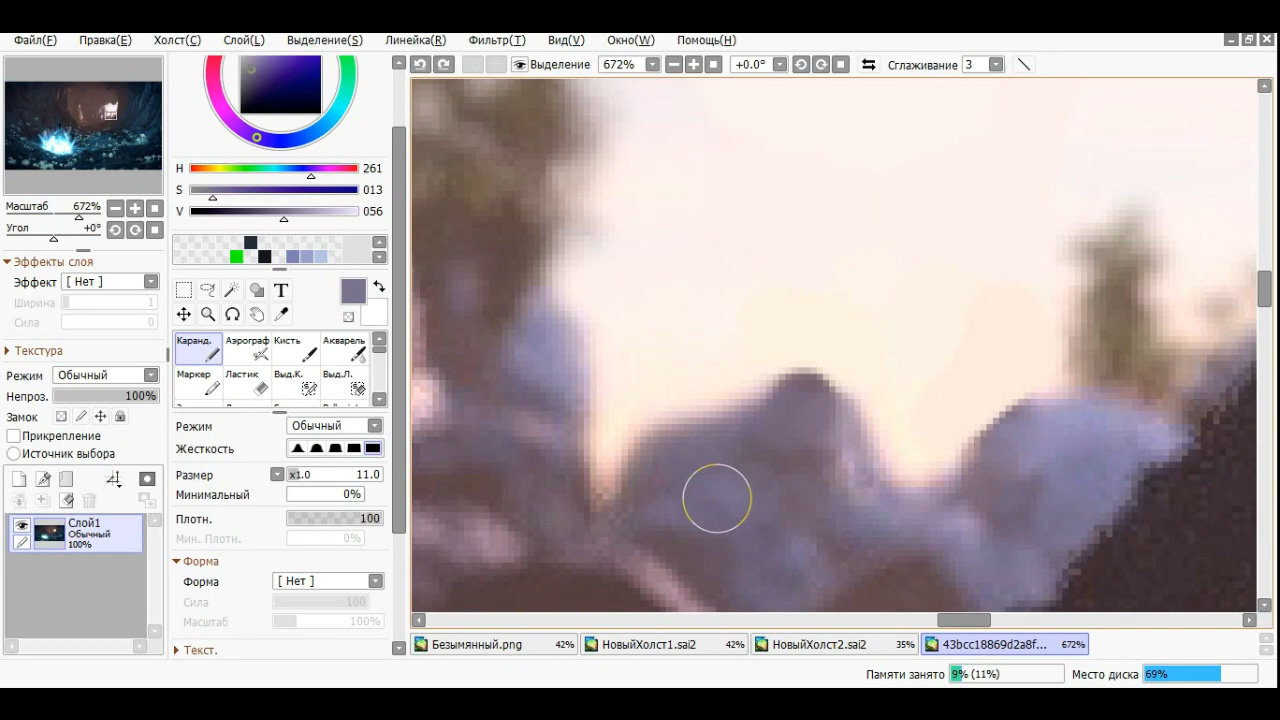 Файл(F) Правка(E) Холст(C) Слой(L) Выделение(S) Линейка(R) Фильтр(T) Вид(V) Окно(W) Помощь(H)
Выделение 672% +0.0° Сглаживание 3
Масштаб 672%
Угол +0°
Эффекты слоя
Эффект [ Нет ]
Ширина 1
Сила 0
Текстура
Режим Обычный
Непроз. 100%
Замок
Прикрепление
Источник выбора
Слой1
Обычный
100%
H 261
S 013
V 056
T
Каранд. Аэрограф Кисть Акварель
Маркер Ластик Выд.К. Выд.Л.
Режим Обычный
Жесткость
Размер x1.0 11.0
Минимальный 0%
Плотн. 100
Мин. Плотн. 0%
Форма
Форма [ Нет ]
Сила 100
Масштаб 100%
Текст.
Безымянный.png 42% НовыйХолст1.sai2 42% НовыйХолст2.sai2 35% 43bcc18869d2a8f... 672%
Памяти занято 9% (11%) Место диска 69%